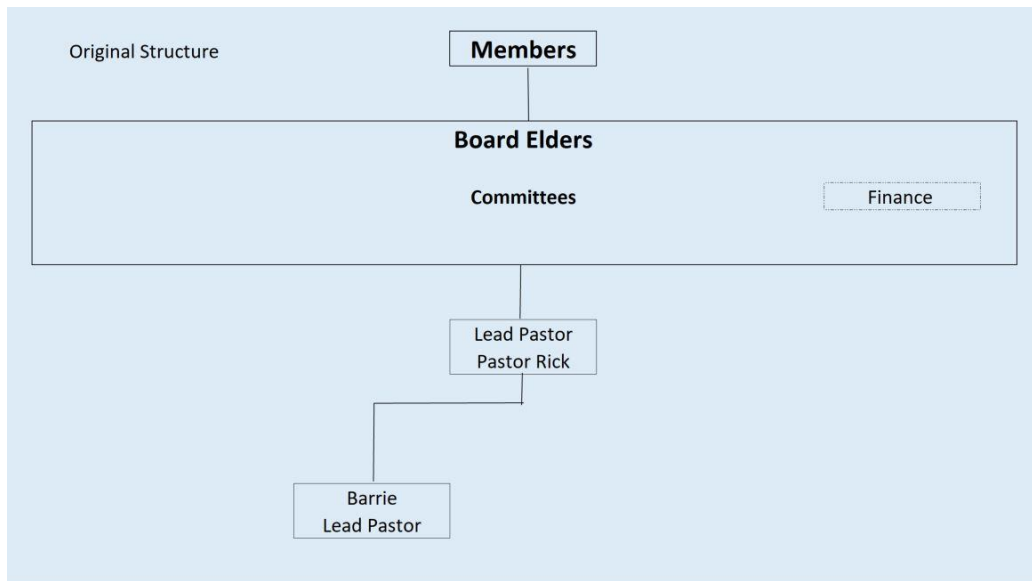 Original Structure
Members
Board Elders
Committees
Finance
Lead Pastor
Pastor Rick
Barrie
Lead Pastor